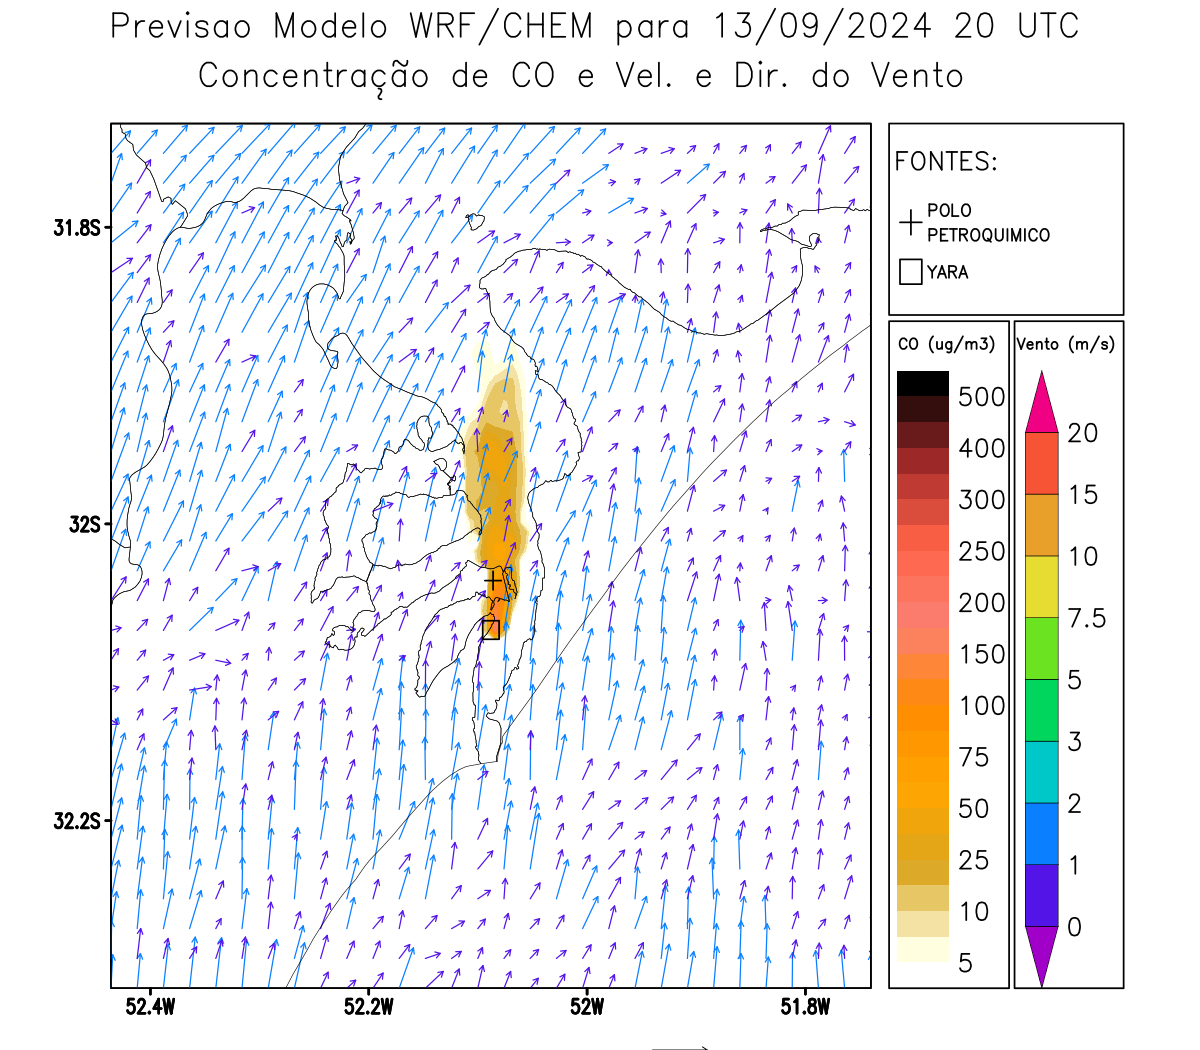 Previsao Modelo WRF/CHEM para 13/09/2024 20 UTC
Concentração de CO e Vel. e Dir. do Vento
FONTES:
POLO
PETROQUIMICO
YARA
CO (ug/m3)
500
400
300
250
200
150
100
75
50
25
10
5
Vento (m/s)
20
15
10
7.5
5
3
2
1
0
31.8S
32S
32.2S
52.4W
52.2W
52W
51.8W